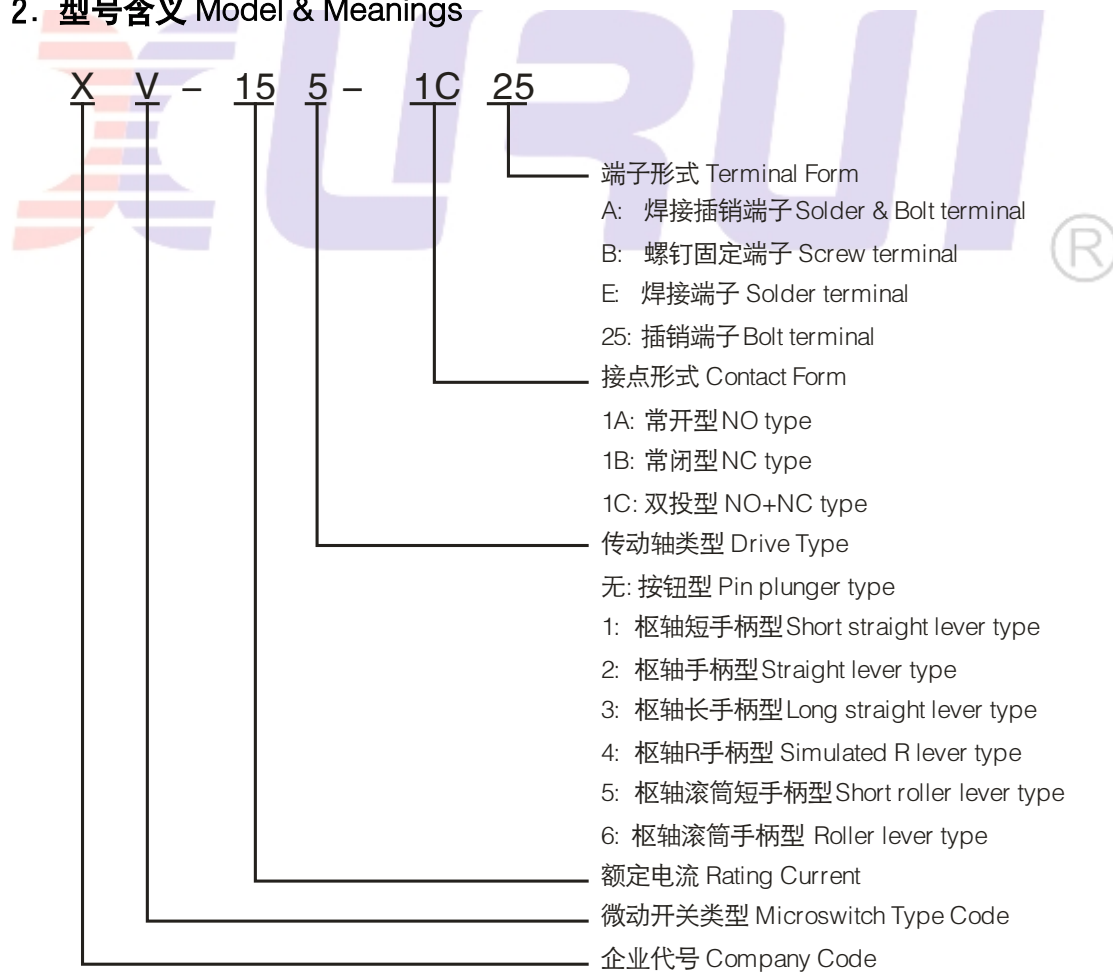 2. 型号含义 Model & Meanings
XURUI ®
X V – 15 5 – 1C 25
端子形式 Terminal Form
A: 焊接插销端子 Solder & Bolt terminal
B: 螺钉固定端子 Screw terminal
E: 焊接端子 Solder terminal
25: 插销端子 Bolt terminal
接点形式 Contact Form
1A: 常开型 NO type
1B: 常闭型 NC type
1C: 双投型 NO+NC type
传动轴类型 Drive Type
无: 按钮型 Pin plunger type
1: 枢轴短手柄型 Short straight lever type
2: 枢轴手柄型 Straight lever type
3: 枢轴长手柄型 Long straight lever type
4: 枢轴R手柄型 Simulated R lever type
5: 枢轴滚筒短手柄型 Short roller lever type
6: 枢轴滚筒手柄型 Roller lever type
额定电流 Rating Current
微动开关类型 Microswitch Type Code
企业代号 Company Code